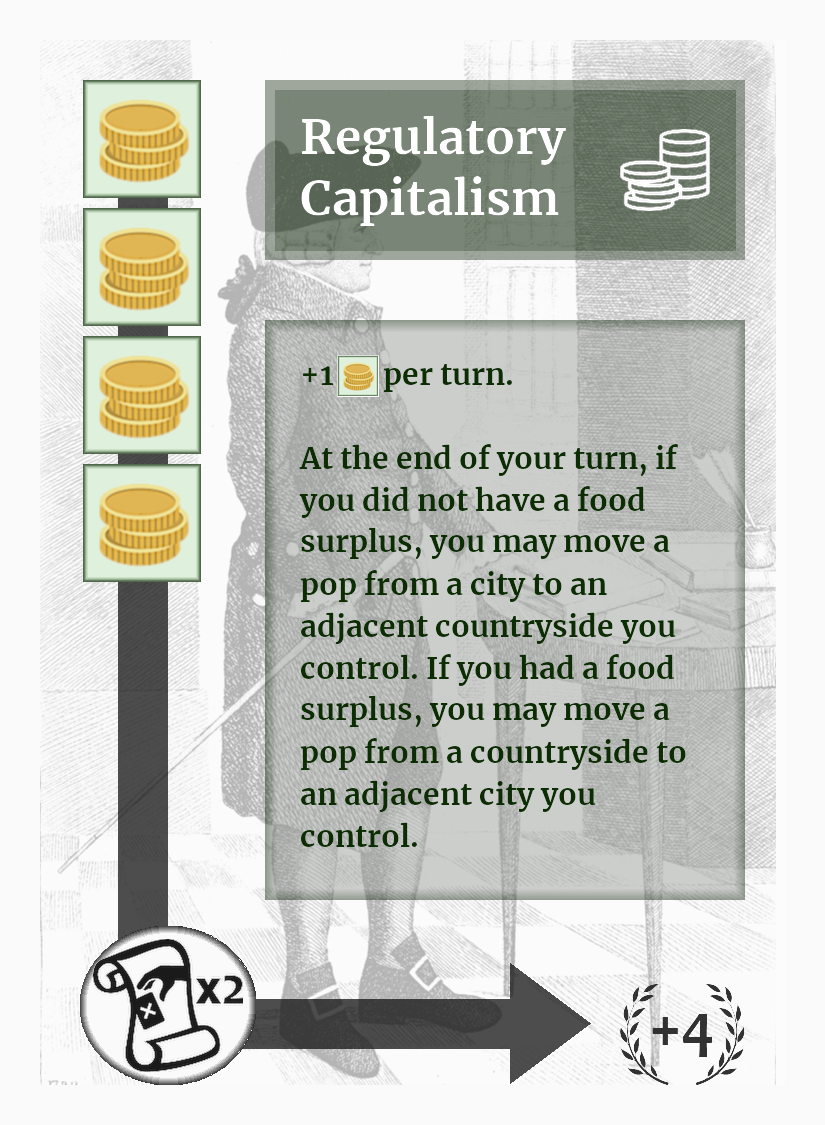 Regulatory
Capitalism
+1 per turn.
At the end of your turn, if
you did not have a food
surplus, you may move a
pop from a city to an
adjacent countryside you
control. If you had a food
surplus, you may move a
pop from a countryside to
an adjacent city you
control.
x2
+4